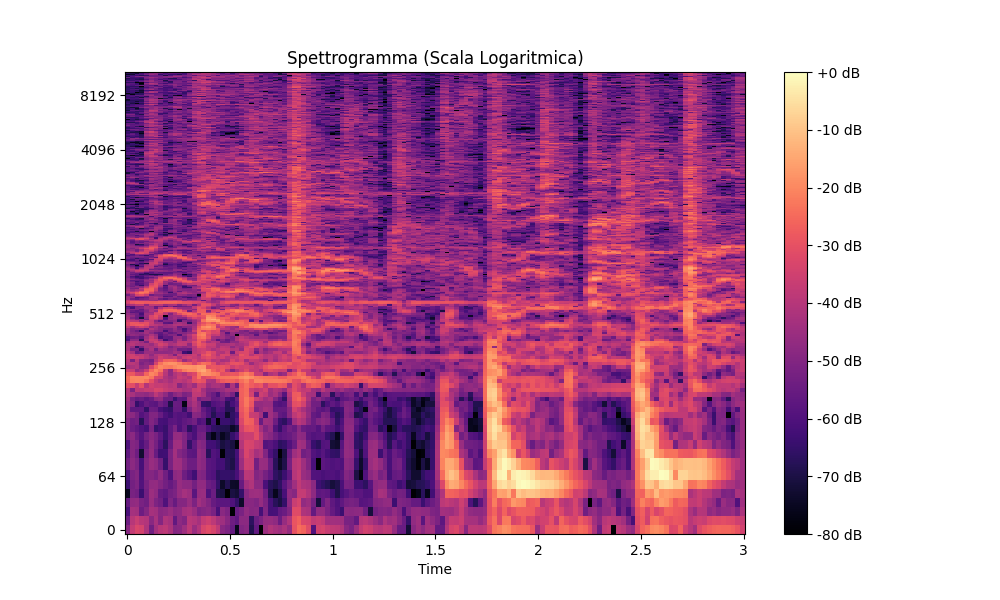 Spettrogramma (Scala Logaritmica)
8192
4096
2048
1024
512
256
128
64
0
Hz
0 0.5 1 1.5 2 2.5 3
Time
+0 dB
-10 dB
-20 dB
-30 dB
-40 dB
-50 dB
-60 dB
-70 dB
-80 dB